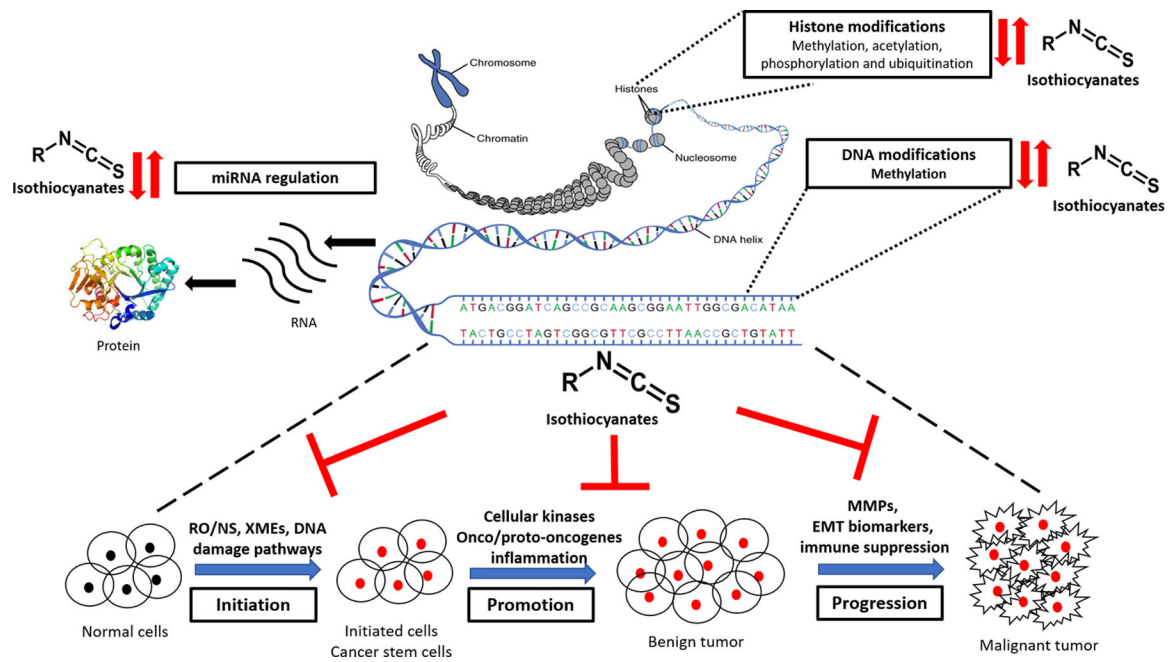 Histone modifications
Methylation, acetylation,
phosphorylation and ubiquitination
R N C S
Isothiocyanates
Chromosome
Histones
Chromatin
Nucleosome
R N C S
Isothiocyanates
miRNA regulation
DNA modifications
Methylation
R N C S
Isothiocyanates
DNA helix
RNA
Protein
ATGACGGATCAGCCGCAAGCGGAATTGGCGACATAA
TACTGCCTAGTCGGCGTTCGCCTTAACCGCTGTATT
R N C S
Isothiocyanates
RO/NS, XMEs, DNA
damage pathways
Initiation
Cellular kinases
Onco/proto-oncogenes
inflammation
Promotion
MMPs,
EMT biomarkers,
immune suppression
Progression
Normal cells
Initiated cells
Cancer stem cells
Benign tumor
Malignant tumor